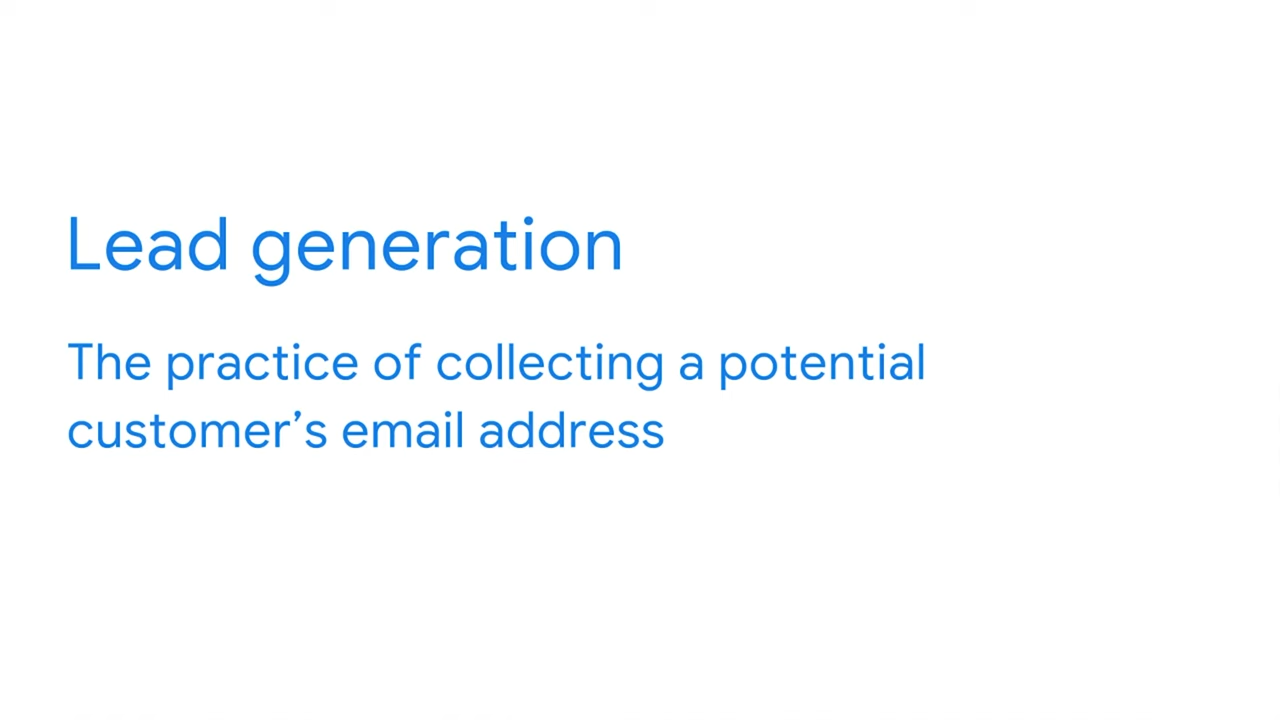 Lead generation
The practice of collecting a potential
customer’s email address